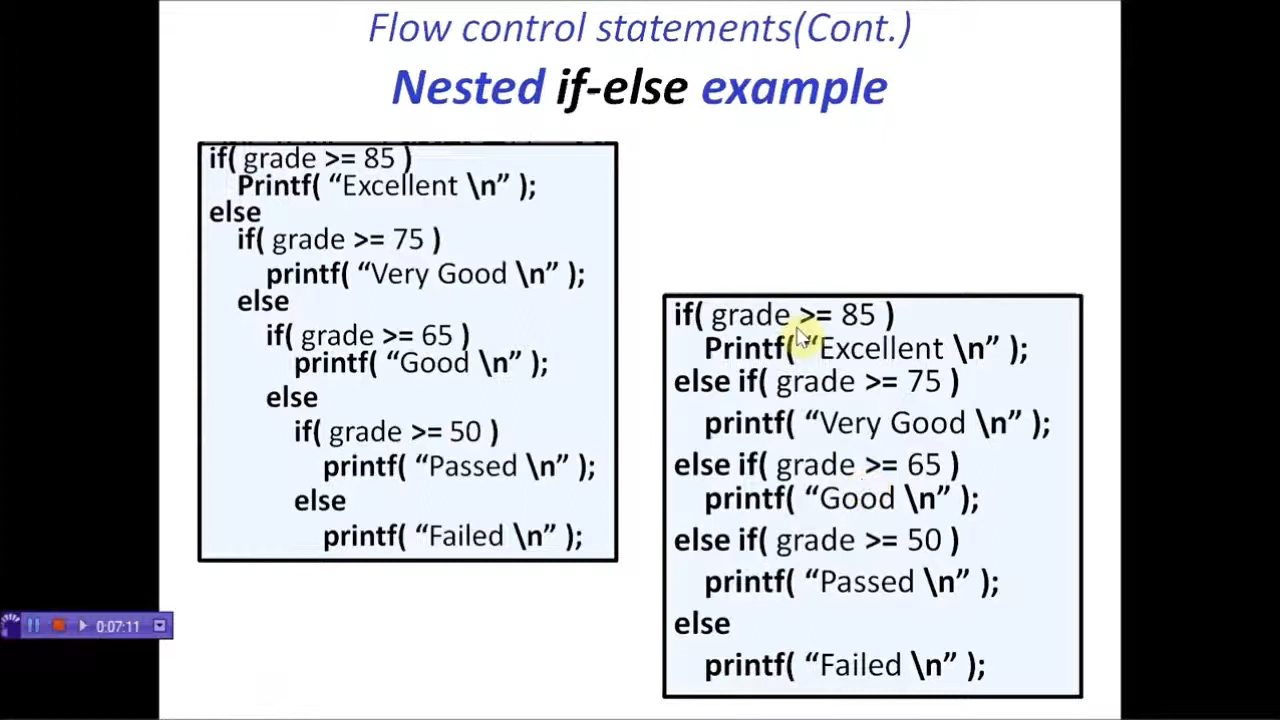 Flow control statements(Cont.)
Nested if-else example
if( grade >= 85 )
Printf( “Excellent \n” );
else
if( grade >= 75 )
printf( “Very Good \n” );
else
if( grade >= 65 )
printf( “Good \n” );
else
if( grade >= 50 )
printf( “Passed \n” );
else
printf( “Failed \n” );
if( grade >= 85 )
Printf( “Excellent \n” );
else if( grade >= 75 )
printf( “Very Good \n” );
else if( grade >= 65 )
printf( “Good \n” );
else if( grade >= 50 )
printf( “Passed \n” );
else
printf( “Failed \n” );
0:07:11